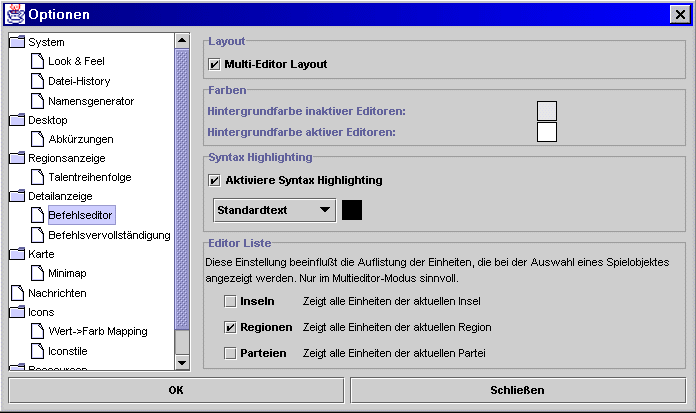 Optionen
System
Look & Feel
Datei-History
Namensgenerator
Desktop
Abkürzungen
Regionsanzeige
Talentreihenfolge
Detailanzeige
Befehlseditor
Befehlsvervollständigung
Karte
Minimap
Nachrichten
Icons
Wert->Farb Mapping
Iconstile
Ressourcen
Layout
Multi-Editor Layout
Farben
Hintergrundfarbe inaktiver Editoren:
Hintergrundfarbe aktiver Editoren:
Syntax Highlighting
Aktiviere Syntax Highlighting
Standardtext
Editor Liste
Diese Einstellung beeinflußt die Auflistung der Einheiten, die bei der Auswahl eines Spielobjektes
angezeigt werden. Nur im Multieditor-Modus sinnvoll.
Inseln Zeigt alle Einheiten der aktuellen Insel
Regionen Zeigt alle Einheiten der aktuellen Region
Parteien Zeigt alle Einheiten der aktuellen Partei
OK Schließen